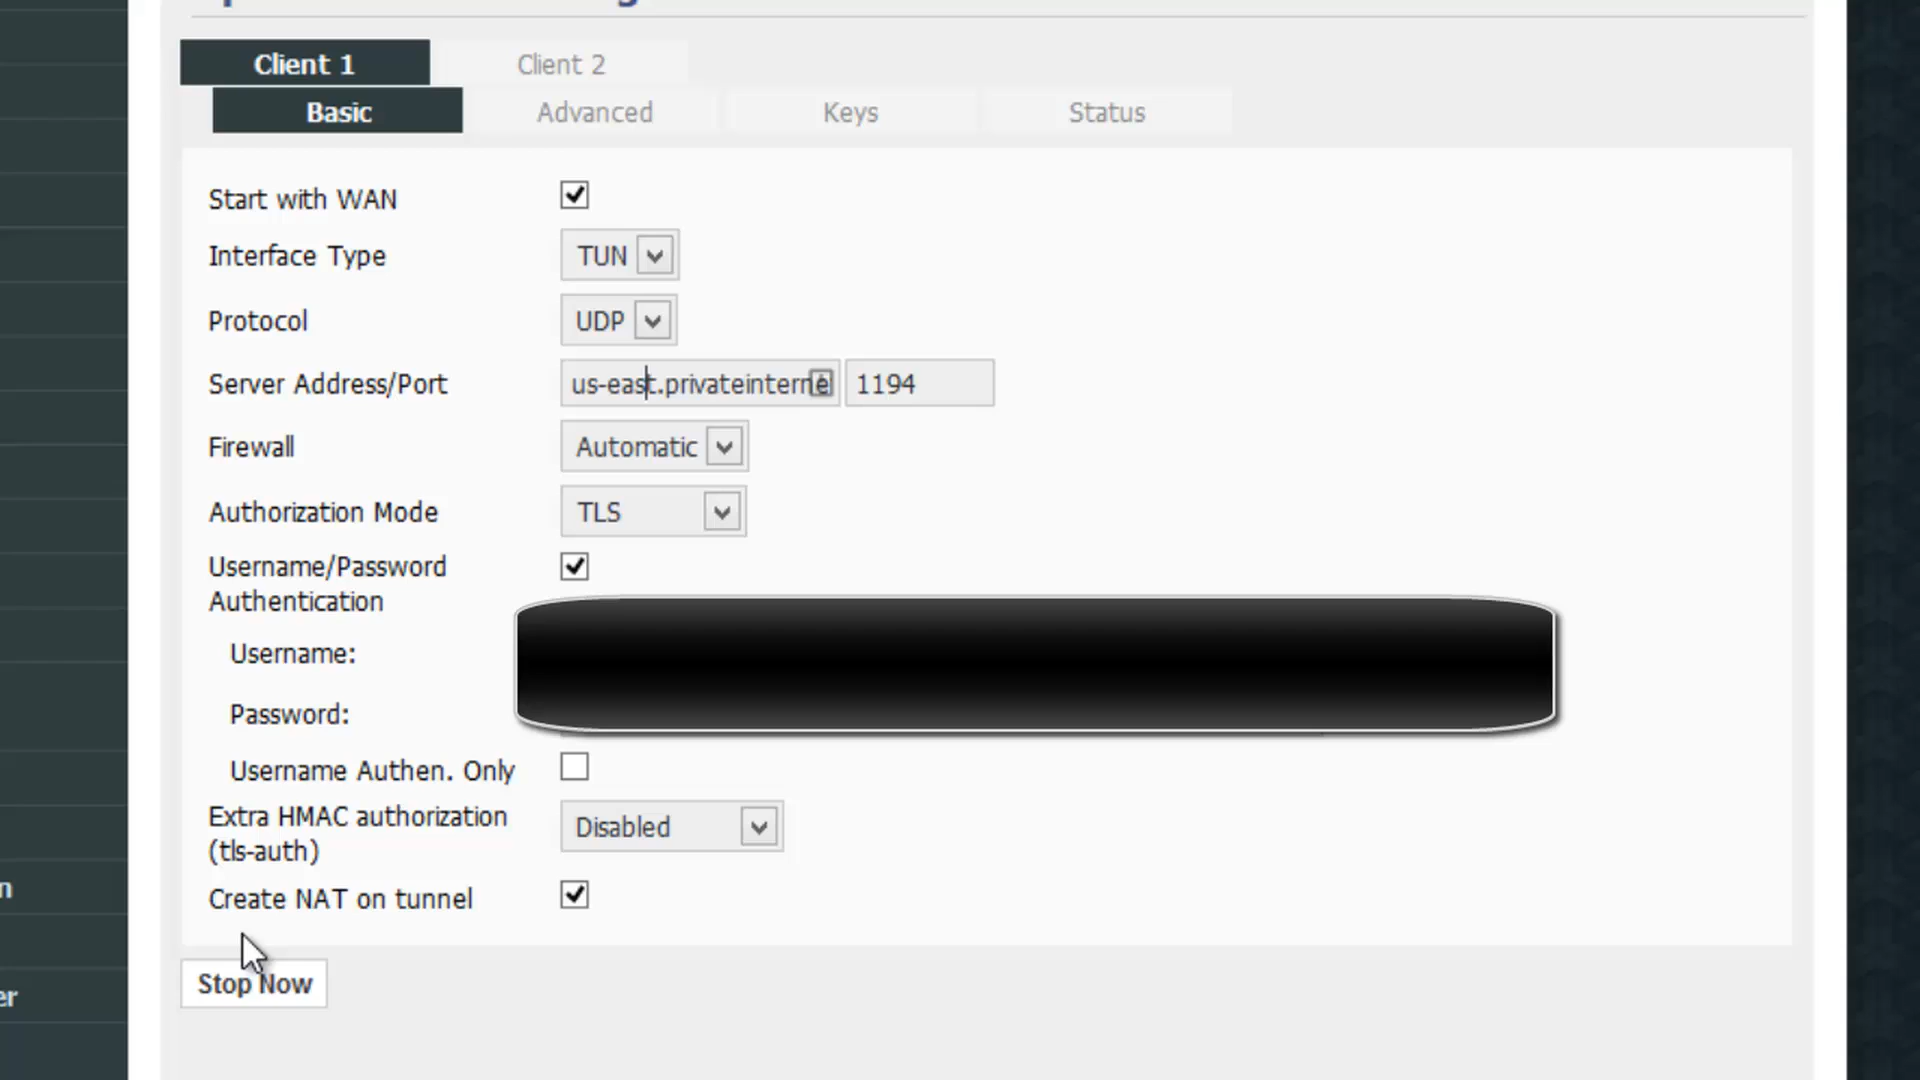 Client 1 Client 2
Basic Advanced Keys Status
Start with WAN
Interface Type TUN
Protocol UDP
Server Address/Port us-east.privateinterne 1194
Firewall Automatic
Authorization Mode TLS
Username/Password
Authentication
Username:
Password:
Username Authen. Only
Extra HMAC authorization
(tls-auth) Disabled
n
Create NAT on tunnel
Stop Now
er